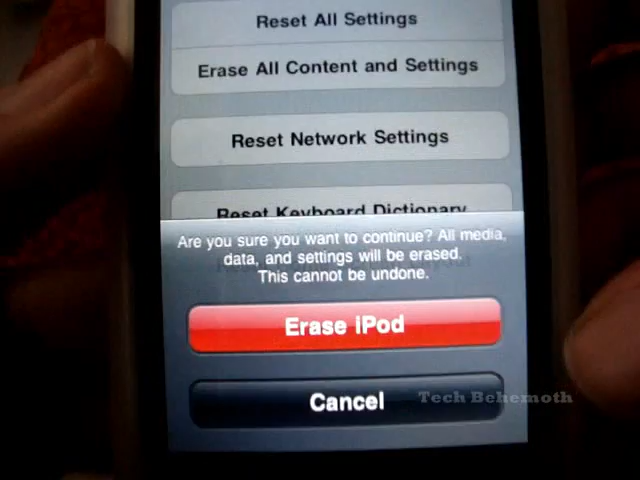 Reset All Settings
Erase All Content and Settings
Reset Network Settings
Reset Keyboard Dictionary
Are you sure you want to continue? All media,
data, and settings will be erased.
This cannot be undone.
Erase iPod
Cancel
Tech Behemoth